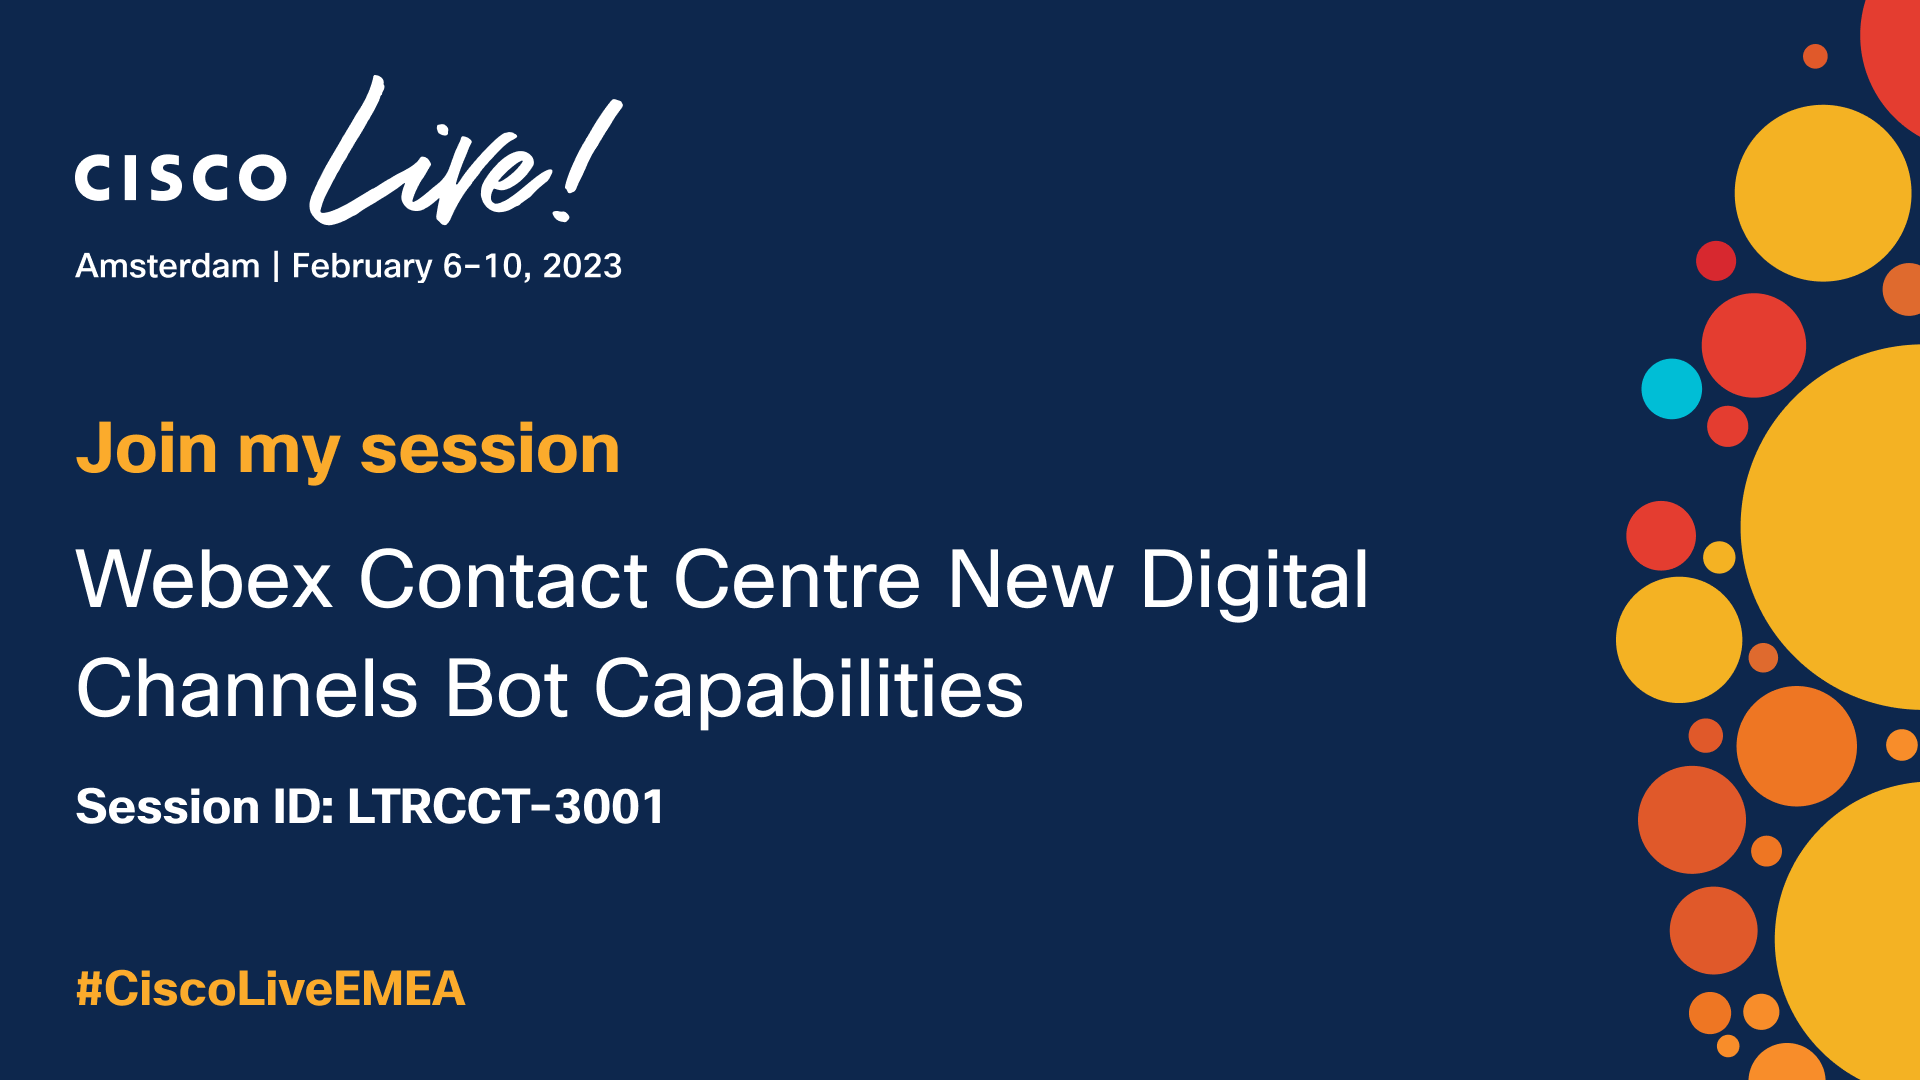 CISCO Live!
Amsterdam | February 6-10, 2023
Join my session
Webex Contact Centre New Digital
Channels Bot Capabilities
Session ID: LTRCCT-3001
#CiscoLiveEMEA